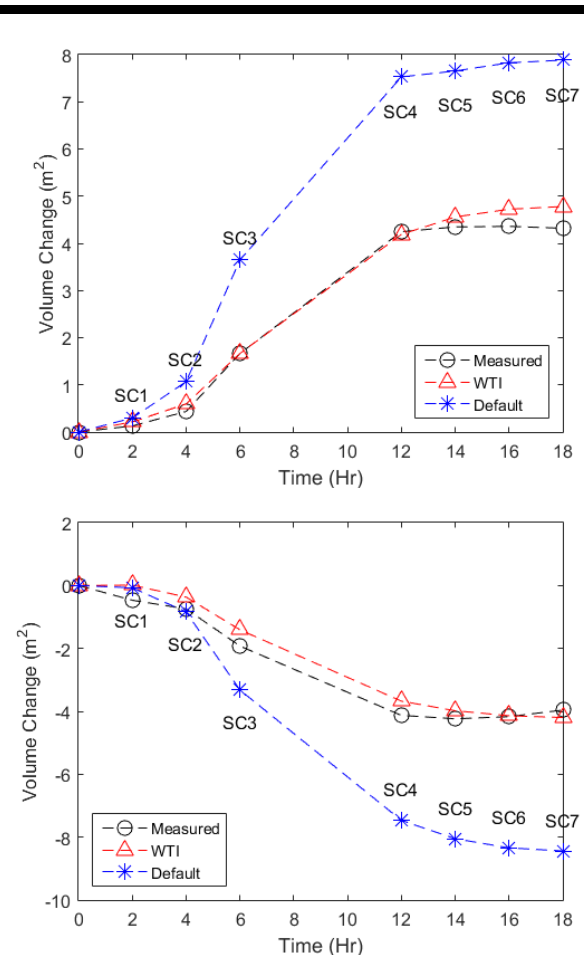 8
7
6
5
4
3
2
1
0
Volume Change (m²)
SC1
SC2
SC3
SC4
SC5
SC6
SC7
Measured
WTI
Default
0 2 4 6 8 10 12 14 16 18
Time (Hr)
2
0
-2
-4
-6
-8
-10
Volume Change (m²)
SC1
SC2
SC3
SC4
SC5
SC6
SC7
Measured
WTI
Default
0 2 4 6 8 10 12 14 16 18
Time (Hr)